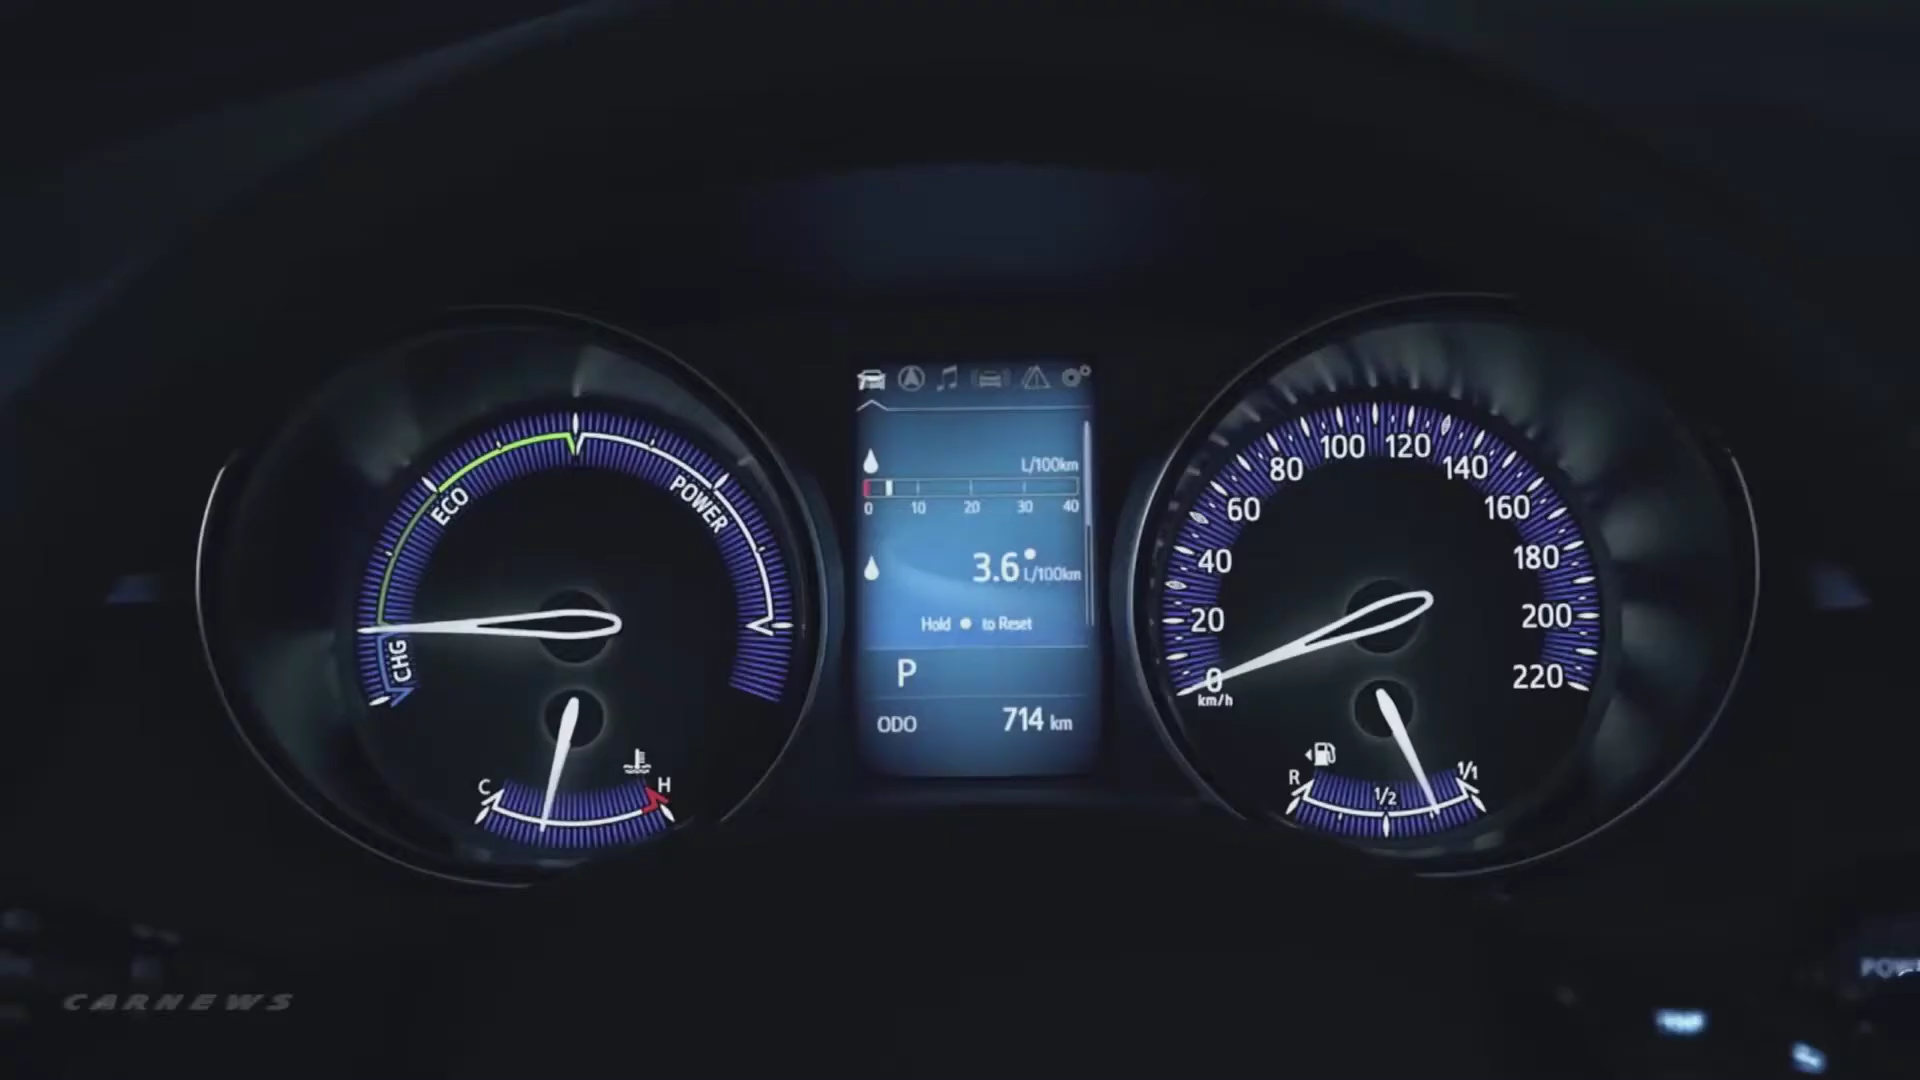 ECO
POWER
CHG
C
H
L/100km
0 10 20 30 40
3.6 L/100km
Hold to Reset
P
ODO 714 km
0
20
40
60
80
100
120
140
160
180
200
220
km/h
R
1/2
1/1
CARNEWS